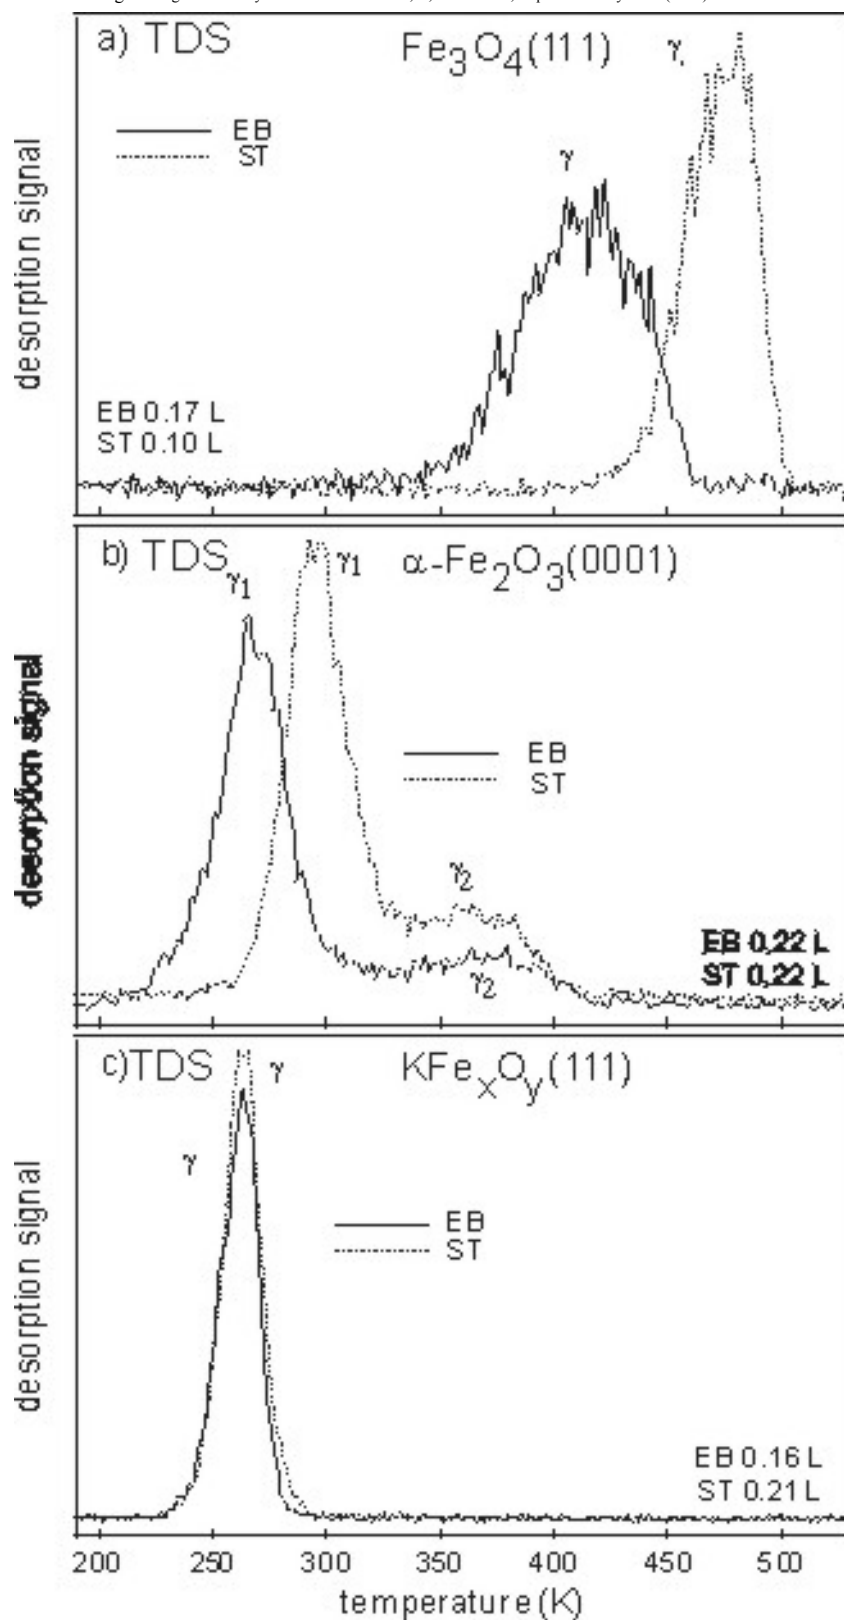 a) TDS Fe3O4(111) γ
EB
ST
γ
desorption signal
EB 0.17 L
ST 0.10 L
b) TDS γ1 γ1 α-Fe2O3(0001)
EB
ST
desorption signal
γ2
γ2
EB 0,22 L
ST 0,22 L
c)TDS γ KFexOy(111)
γ
EB
ST
desorption signal
EB 0.16 L
ST 0.21 L
200 250 300 350 400 450 500
temperature (K)